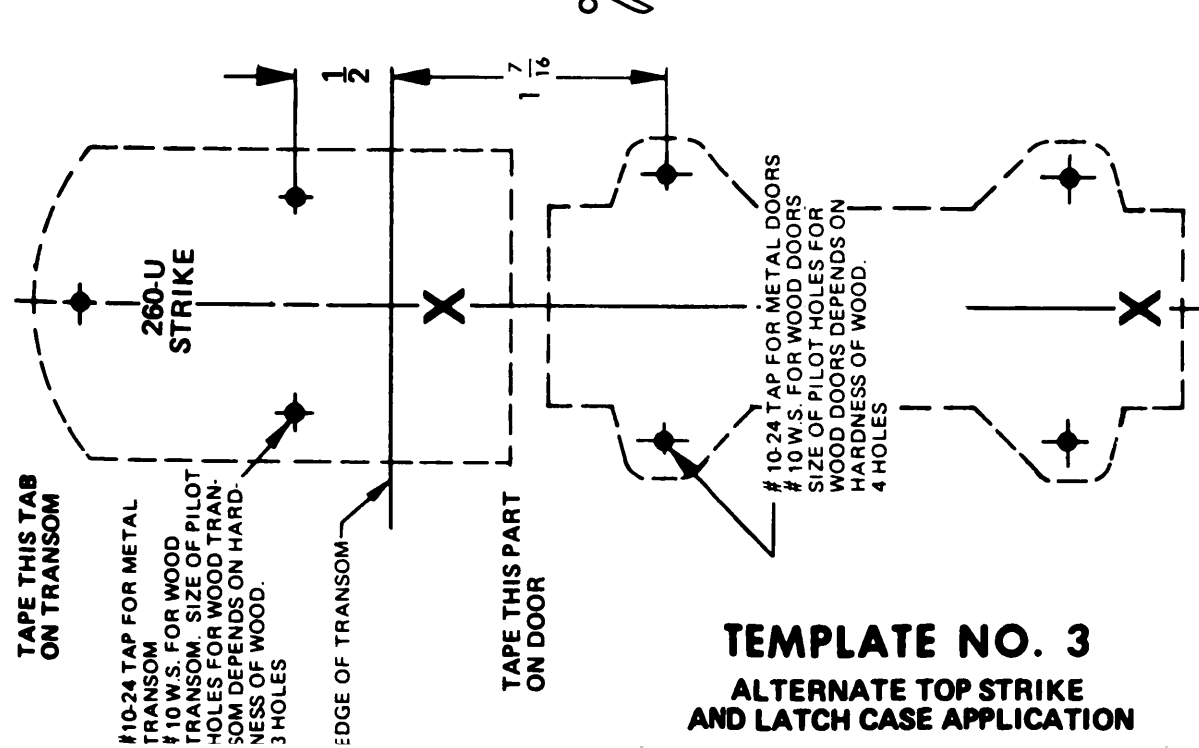 1/2
1 7/16
260-U
STRIKE
TAPE THIS TAB
ON TRANSOM
#10-24 TAP FOR METAL
TRANSOM
#10 W.S. FOR WOOD
TRANSOM. SIZE OF PILOT
HOLES FOR WOOD TRAN-
SOM DEPENDS ON HARD-
NESS OF WOOD.
3 HOLES
EDGE OF TRANSOM
TAPE THIS PART
ON DOOR
#10-24 TAP FOR METAL DOORS
#10 W.S. FOR WOOD DOORS
SIZE OF PILOT HOLES FOR
WOOD DOORS DEPENDS ON
HARDNESS OF WOOD.
4 HOLES
TEMPLATE NO. 3
ALTERNATE TOP STRIKE
AND LATCH CASE APPLICATION